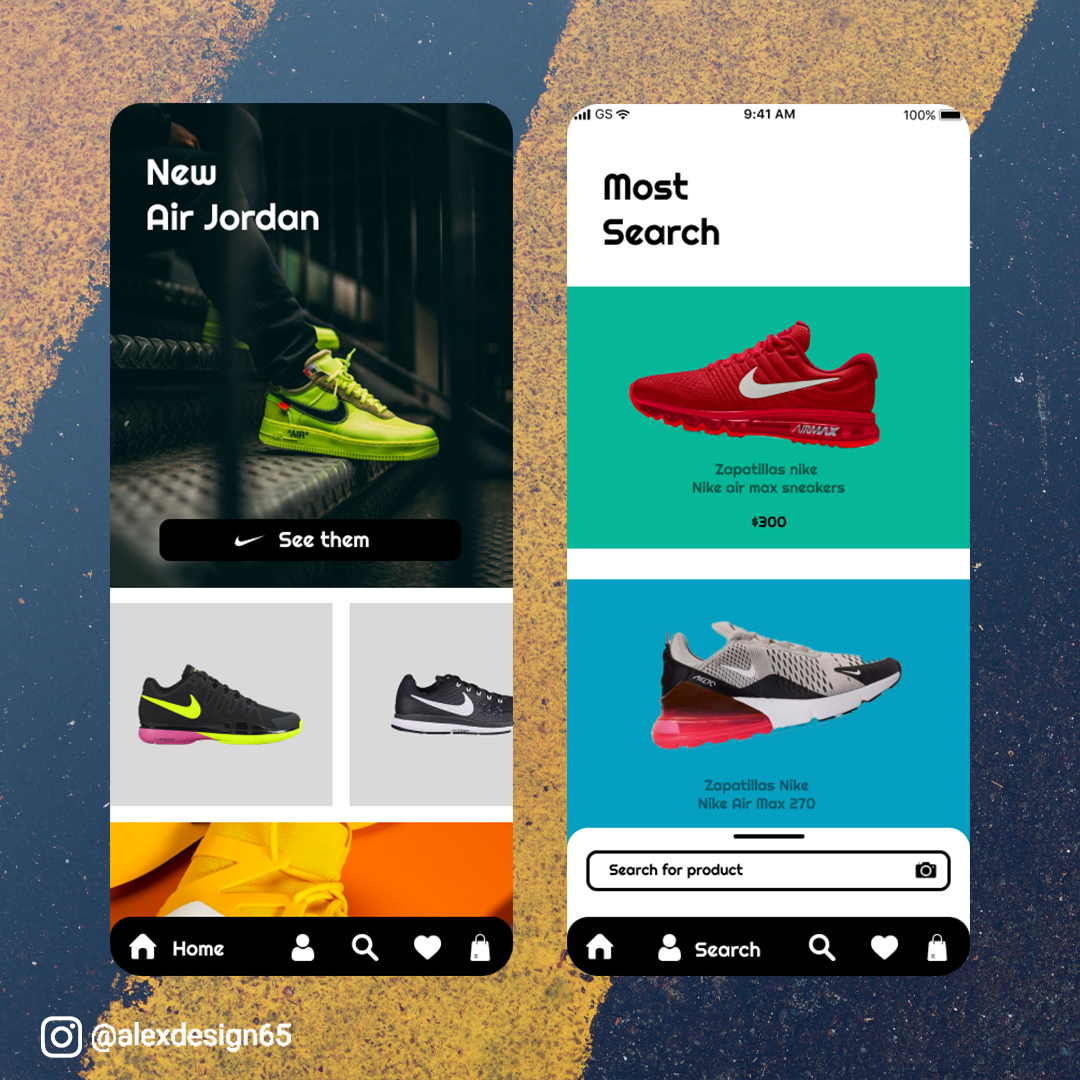 New
Air Jordan
"AIR"
See them
Home
GS
9:41 AM
100%
Most
Search
AIRMAX
Zapatillas nike
Nike air max sneakers
$300
Zapatillas Nike
Nike Air Max 270
Search for product
Search
@alexdesign65